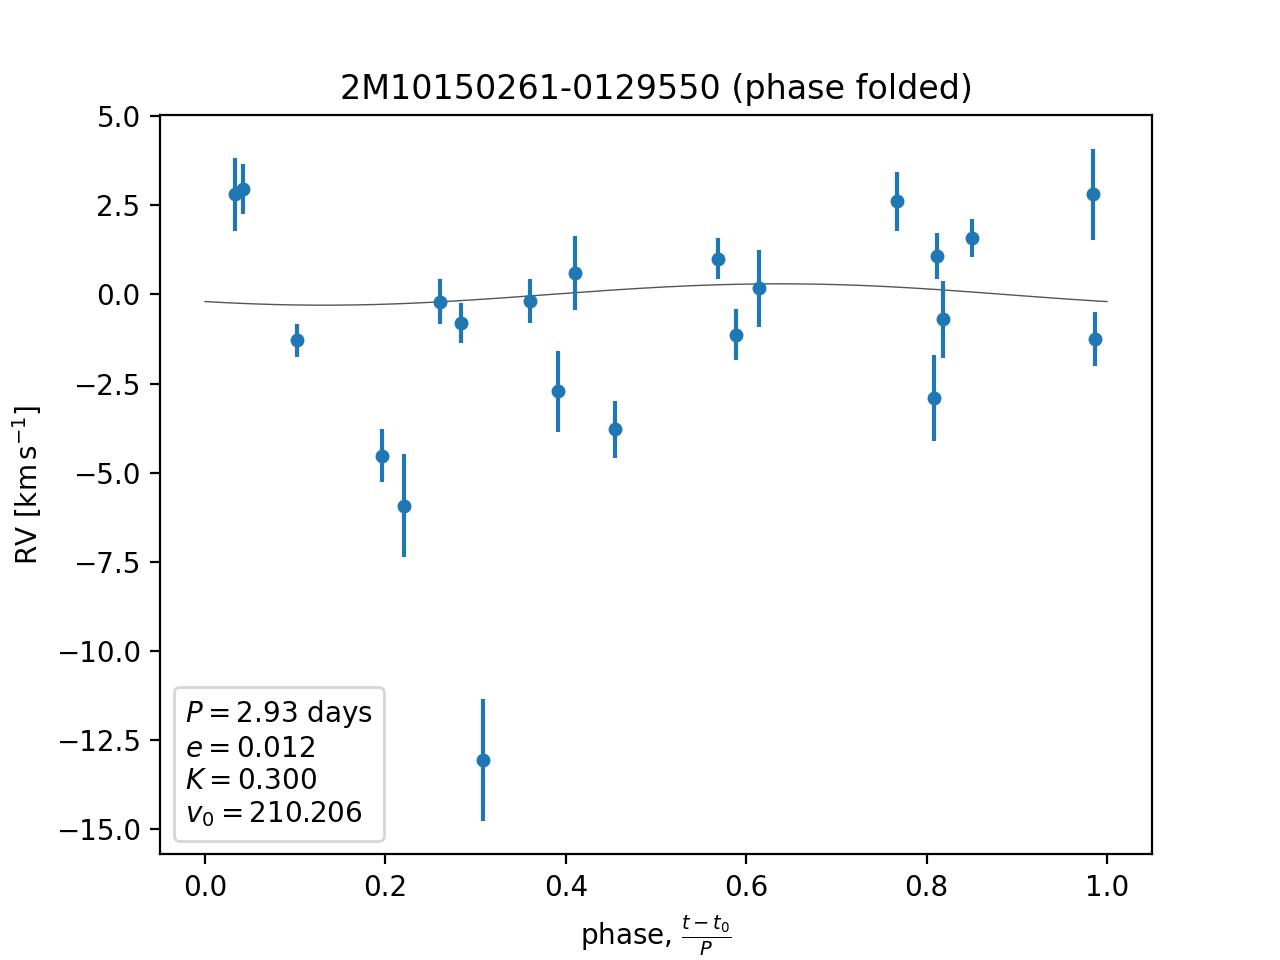 2M10150261-0129550 (phase folded)
5.0
2.5
0.0
−2.5
−5.0
−7.5
−10.0
−12.5
−15.0
RV [km s⁻¹]
P = 2.93 days
e = 0.012
K = 0.300
v₀ = 210.206
0.0 0.2 0.4 0.6 0.8 1.0
phase, (t − t₀)/P